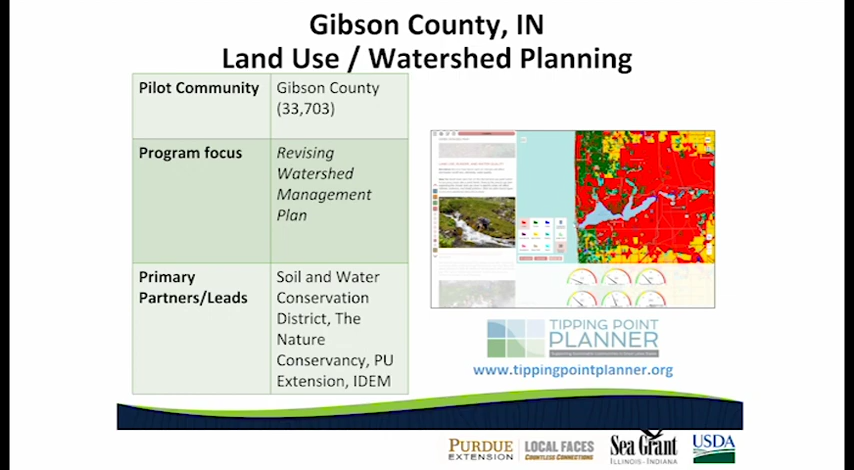 Gibson County, IN
Land Use / Watershed Planning
Pilot Community
Gibson County
(33,703)
Program focus
Revising
Watershed
Management
Plan
Primary
Partners/Leads
Soil and Water
Conservation
District, The
Nature
Conservancy, PU
Extension, IDEM
TIPPING POINT
PLANNER
www.tippingpointplanner.org
PURDUE
EXTENSION
LOCAL FACES
COUNTLESS CONNECTIONS
Sea Grant
ILLINOIS-INDIANA
USDA